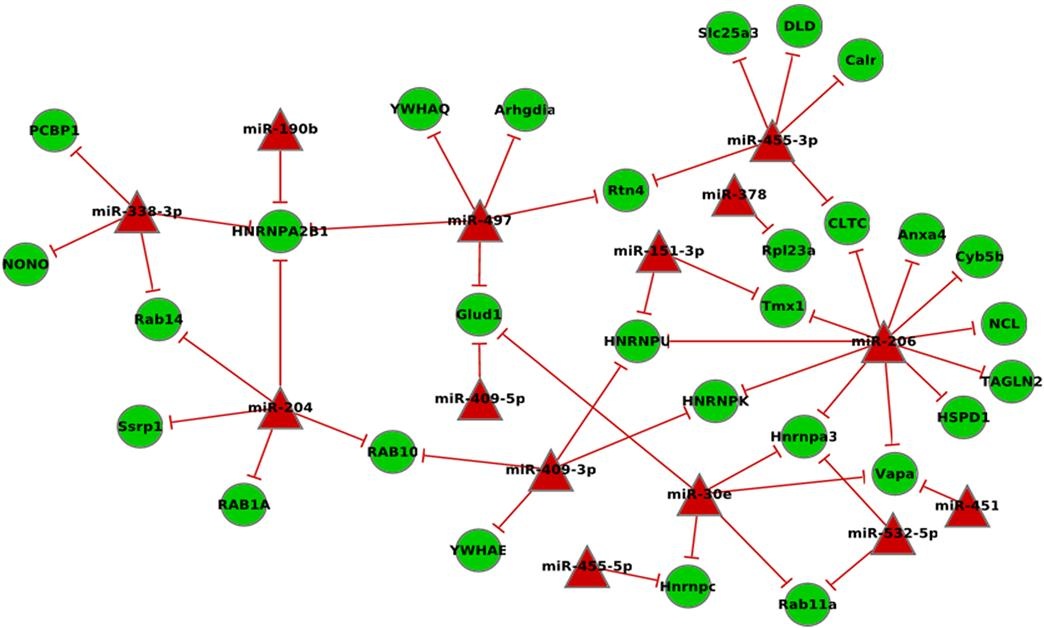 Slc25a3
DLD
Calr
YWHAQ
Arhgdia
PCBP1
miR-190b
miR-455-3p
Rtn4
miR-378
miR-338-3p
miR-497
HNRNPA2B1
CLTC
Anxa4
Rpl23a
miR-151-3p
Cyb5b
NONO
Tmx1
Rab14
Glud1
NCL
HNRNPU
miR-206
TAGLN2
miR-409-5p
HNRNPK
miR-204
HSPD1
Ssrp1
Hnrnpa3
RAB10
miR-409-3p
Vapa
miR-30e
RAB1A
miR-451
miR-532-5p
YWHAE
miR-455-5p
Hnrnpc
Rab11a